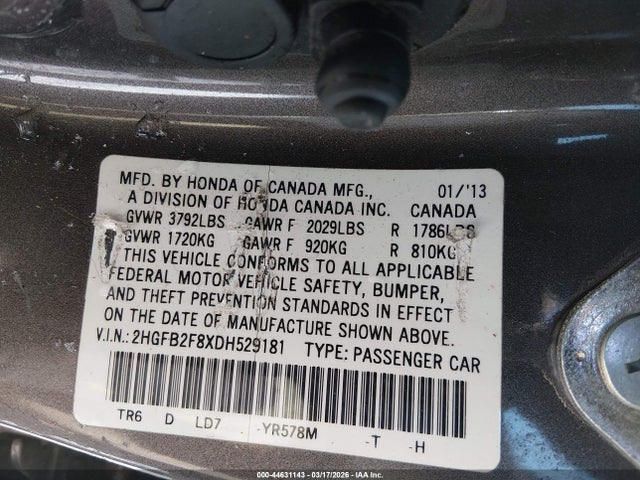 MFD. BY HONDA OF CANADA MFG., 01/'13
A DIVISION OF HONDA CANADA INC. CANADA
GVWR 3792LBS GAWR F 2029LBS R 1786LBS
GVWR 1720KG GAWR F 920KG R 810KG
THIS VEHICLE CONFORMS TO ALL APPLICABLE
FEDERAL MOTOR VEHICLE SAFETY, BUMPER,
AND THEFT PREVENTION STANDARDS IN EFFECT
ON THE DATE OF MANUFACTURE SHOWN ABOVE.
V.I.N.: 2HGFB2F8XDH529181 TYPE: PASSENGER CAR
TR6 D LD7 -YR578M -T -H
000-44631143 - 03/17/2026 - IAAI.COM